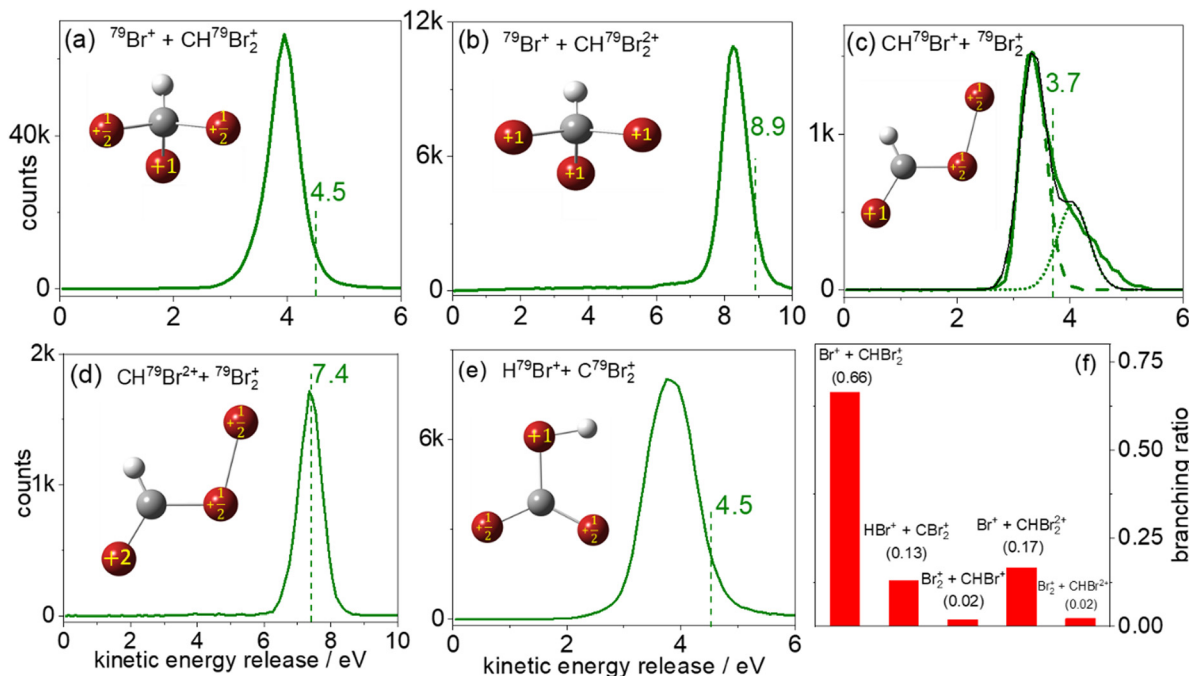 (a) ⁷⁹Br⁺ + CH⁷⁹Br₂⁺
40k
0
counts
+1/2
+1/2
+1
4.5
0 2 4 6
(b) ⁷⁹Br⁺ + CH⁷⁹Br₂²⁺
12k
6k
0
+1
+1
+1
8.9
0 2 4 6 8 10
(c) CH⁷⁹Br⁺+ ⁷⁹Br₂⁺
1k
0
+1/2
+1/2
+1
3.7
0 2 4 6
(d) CH⁷⁹Br²⁺+ ⁷⁹Br₂⁺
2k
1k
0
counts
+1/2
+1/2
+2
7.4
0 2 4 6 8 10
kinetic energy release / eV
(e) H⁷⁹Br⁺+ C⁷⁹Br₂⁺
6k
0
+1
+1/2
+1/2
4.5
0 2 4 6
kinetic energy release / eV
(f)
Br⁺ + CHBr₂⁺
(0.66)
HBr⁺ + CBr₂⁺
(0.13)
Br₂⁺ + CHBr⁺
(0.02)
Br⁺ + CHBr₂²⁺
(0.17)
Br₂⁺ + CHBr²⁺
(0.02)
0.75
0.50
0.25
0.00
branching ratio